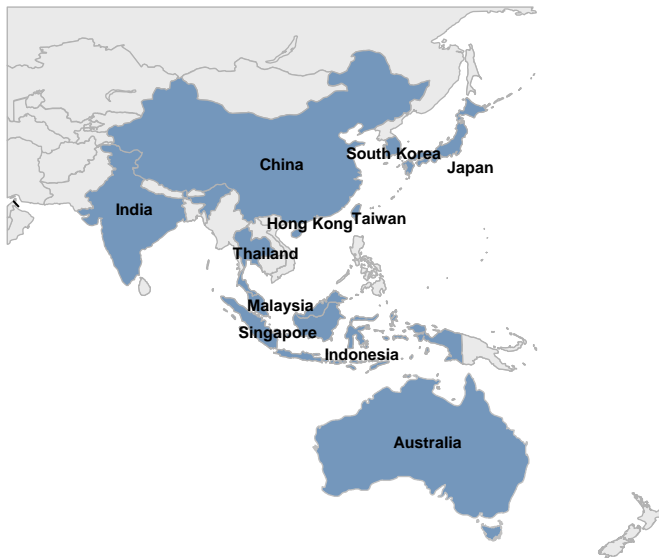 South Korea
China
Japan
India
Hong Kong
Taiwan
Thailand
Malaysia
Singapore
Indonesia
Australia